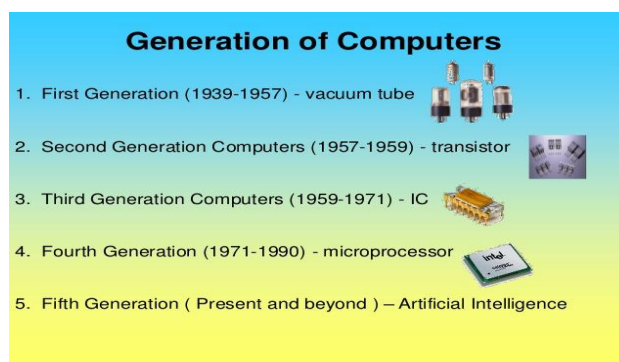 Generation of Computers
1. First Generation (1939-1957) - vacuum tube
2. Second Generation Computers (1957-1959) - transistor
3. Third Generation Computers (1959-1971) - IC
4. Fourth Generation (1971-1990) - microprocessor
intel
5. Fifth Generation ( Present and beyond ) – Artificial Intelligence